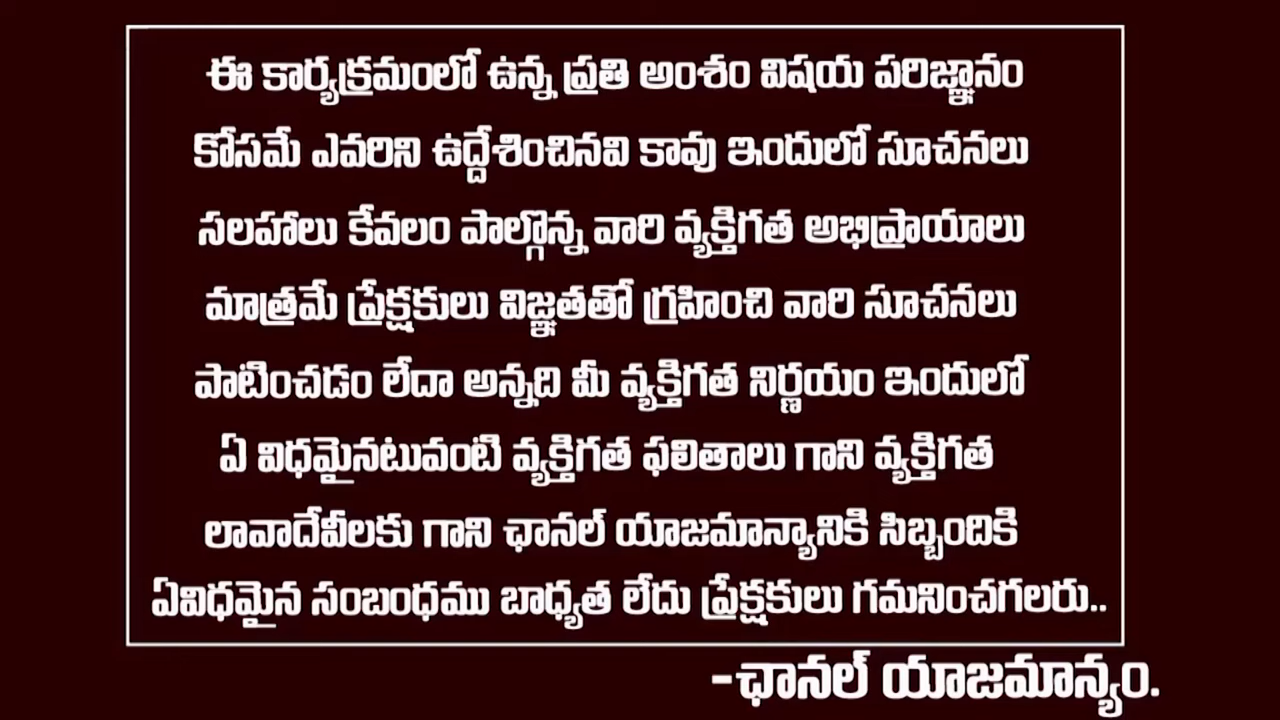 ఈ కార్యక్రమంలో ఉన్న ప్రతి అంశం విషయ పరిజ్ఞానం
కోసమే ఎవరిని ఉద్దేశించినవి కావు ఇందులో సూచనలు
సలహాలు కేవలం పాల్గొన్న వారి వ్యక్తిగత అభిప్రాయాలు
మాత్రమే ప్రేక్షకులు విజ్ఞతతో గ్రహించి వారి సూచనలు
పాటించడం లేదా అన్నది మీ వ్యక్తిగత నిర్ణయం ఇందులో
ఏ విధమైనటువంటి వ్యక్తిగత ఫలితాలు గాని వ్యక్తిగత
లావాదేవీలకు గాని ఛానల్ యాజమాన్యానికి సిబ్బందికి
ఏవిధమైన సంబంధము బాధ్యత లేదు ప్రేక్షకులు గమనించగలరు..
-ఛానల్ యాజమాన్యం.